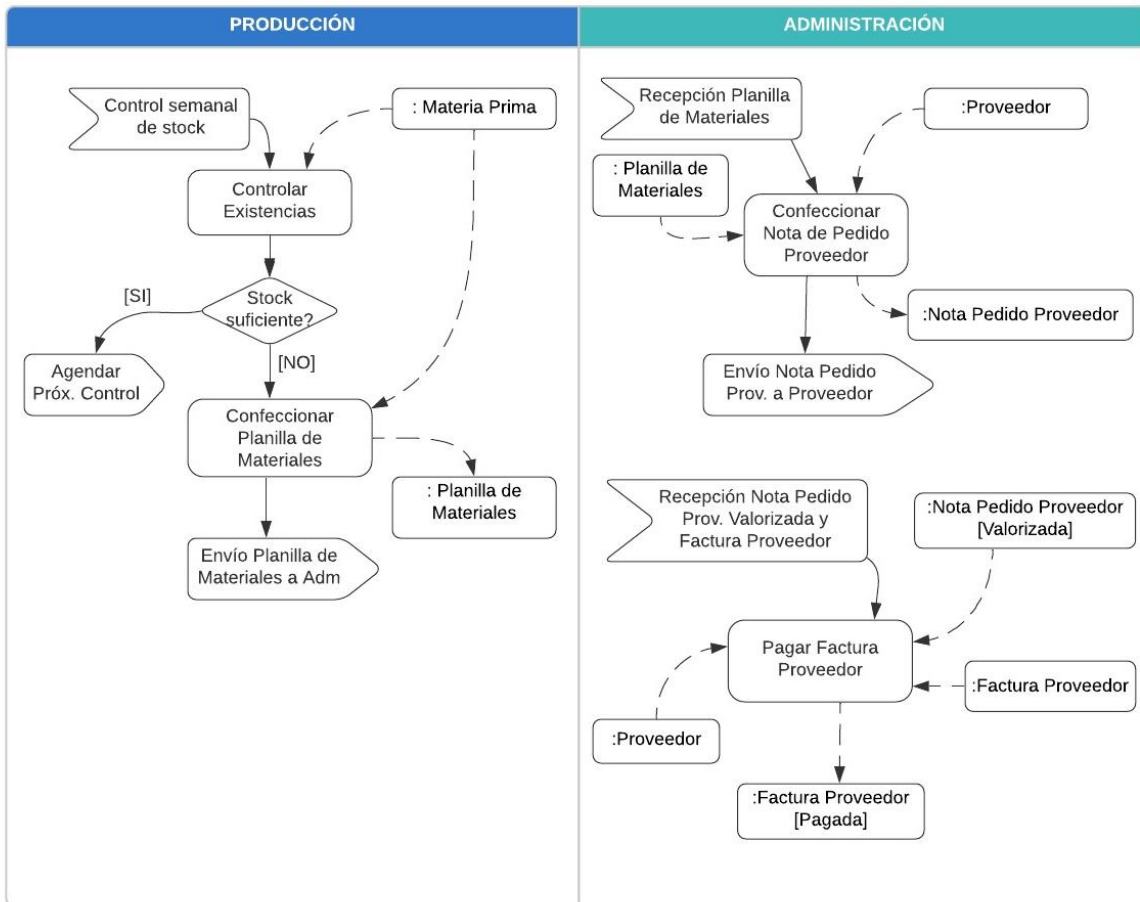 PRODUCCIÓN
Control semanal
de stock
: Materia Prima
Controlar
Existencias
Stock
suficiente?
[SI]
Agendar
Próx. Control
[NO]
Confeccionar
Planilla de
Materiales
: Planilla de
Materiales
Envío Planilla de
Materiales a Adm
ADMINISTRACIÓN
Recepción Planilla
de Materiales
:Proveedor
: Planilla de
Materiales
Confeccionar
Nota de Pedido
Proveedor
:Nota Pedido Proveedor
Envío Nota Pedido
Prov. a Proveedor
Recepción Nota Pedido
Prov. Valorizada y
Factura Proveedor
:Nota Pedido Proveedor
[Valorizada]
Pagar Factura
Proveedor
:Factura Proveedor
:Proveedor
:Factura Proveedor
[Pagada]